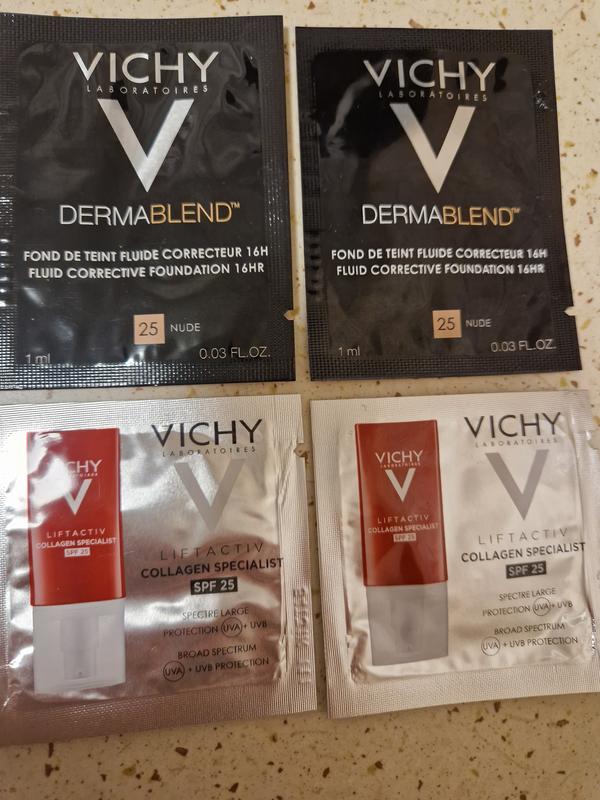 VICHY
LABORATOIRES
V
DERMABLEND™
FOND DE TEINT FLUIDE CORRECTEUR 16H
FLUID CORRECTIVE FOUNDATION 16HR
25 NUDE
1 ml 0.03 FL.OZ.
VICHY
LABORATOIRES
V
DERMABLEND™
FOND DE TEINT FLUIDE CORRECTEUR 16H
FLUID CORRECTIVE FOUNDATION 16HR
25 NUDE
1 ml 0.03 FL.OZ.
VICHY
V
LIFTACTIV
COLLAGEN SPECIALIST
SPF 25
VICHY
LABORATOIRES
V
LIFTACTIV
COLLAGEN SPECIALIST
SPF 25
SPECTRE LARGE
PROTECTION UVA + UVB
BROAD SPECTRUM
UVA + UVB PROTECTION
VICHY
LABORATOIRES
V
LIFTACTIV
COLLAGEN SPECIALIST
SPF 25
VICHY
LABORATOIRES
V
LIFTACTIV
COLLAGEN SPECIALIST
SPF 25
SPECTRE LARGE
PROTECTION UVA + UVB
BROAD SPECTRUM
UVA + UVB PROTECTION